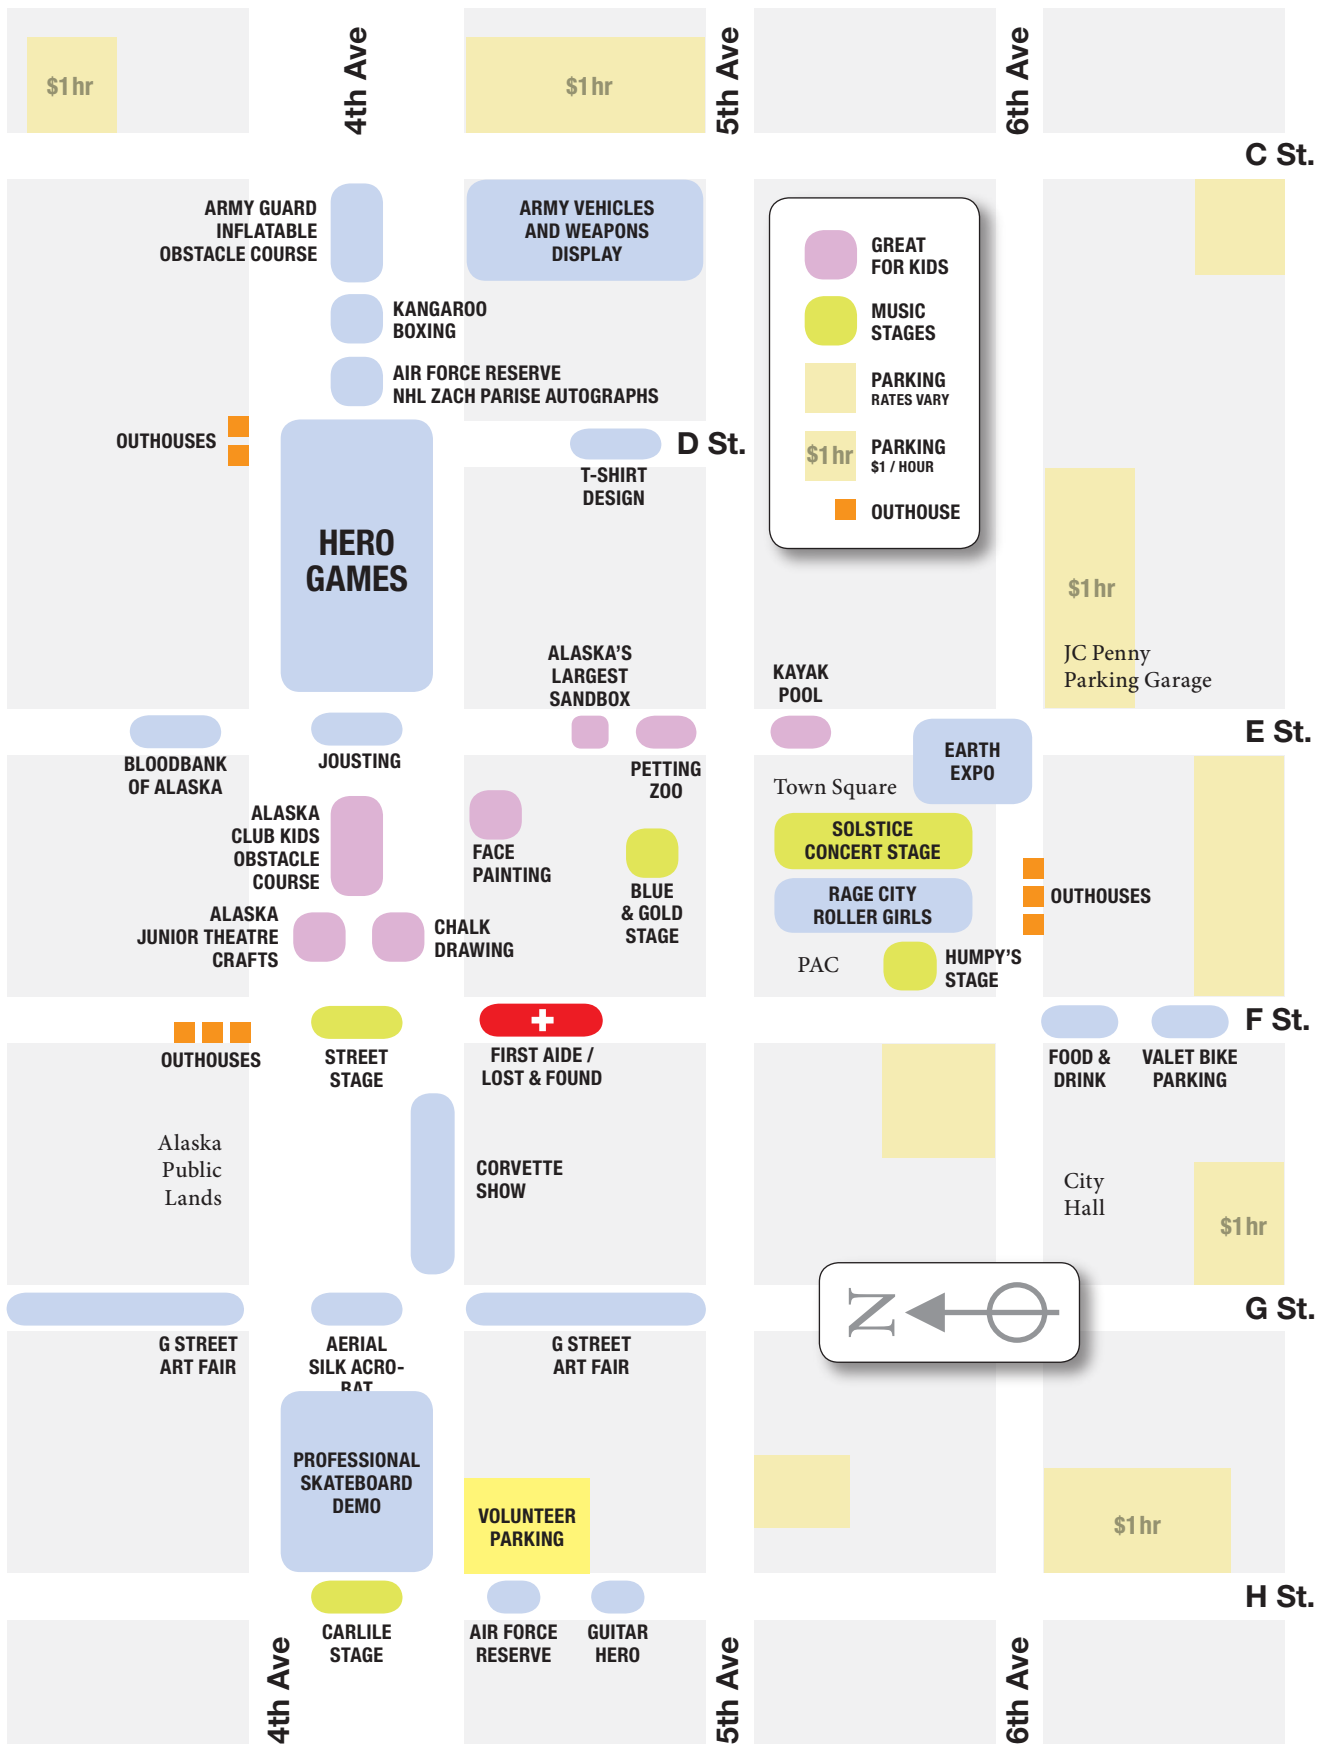 4th Ave
5th Ave
6th Ave
$1 hr
$1 hr
C St.
ARMY GUARD
INFLATABLE
OBSTACLE COURSE
ARMY VEHICLES
AND WEAPONS
DISPLAY
GREAT
FOR KIDS
MUSIC
STAGES
PARKING
RATES VARY
$1 hr
PARKING
$1 / HOUR
OUTHOUSE
KANGAROO
BOXING
AIR FORCE RESERVE
NHL ZACH PARISE AUTOGRAPHS
OUTHOUSES
D St.
T-SHIRT
DESIGN
HERO
GAMES
$1 hr
JC Penny
Parking Garage
ALASKA'S
LARGEST
SANDBOX
KAYAK
POOL
E St.
BLOODBANK
OF ALASKA
JOUSTING
PETTING
ZOO
EARTH
EXPO
Town Square
ALASKA
CLUB KIDS
OBSTACLE
COURSE
FACE
PAINTING
BLUE
& GOLD
STAGE
SOLSTICE
CONCERT STAGE
RAGE CITY
ROLLER GIRLS
OUTHOUSES
ALASKA
JUNIOR THEATRE
CRAFTS
CHALK
DRAWING
PAC
HUMPY'S
STAGE
F St.
OUTHOUSES
STREET
STAGE
FIRST AIDE /
LOST & FOUND
FOOD &
DRINK
VALET BIKE
PARKING
Alaska
Public
Lands
CORVETTE
SHOW
City
Hall
$1 hr
N
G St.
G STREET
ART FAIR
AERIAL
SILK ACRO-
BAT
G STREET
ART FAIR
PROFESSIONAL
SKATEBOARD
DEMO
VOLUNTEER
PARKING
$1 hr
H St.
CARLILE
STAGE
AIR FORCE
RESERVE
GUITAR
HERO
4th Ave
5th Ave
6th Ave